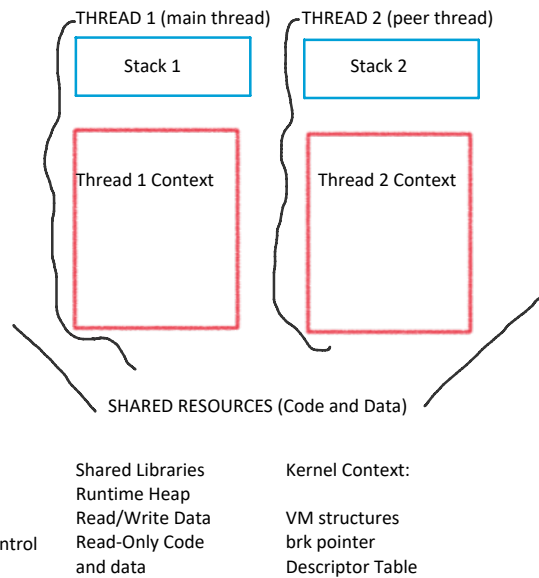 THREAD 1 (main thread)
THREAD 2 (peer thread)
Stack 1
Stack 2
Thread 1 Context
Thread 2 Context
SHARED RESOURCES (Code and Data)
Shared Libraries
Runtime Heap
Read/Write Data
Read-Only Code
and data
Kernel Context:
VM structures
brk pointer
Descriptor Table